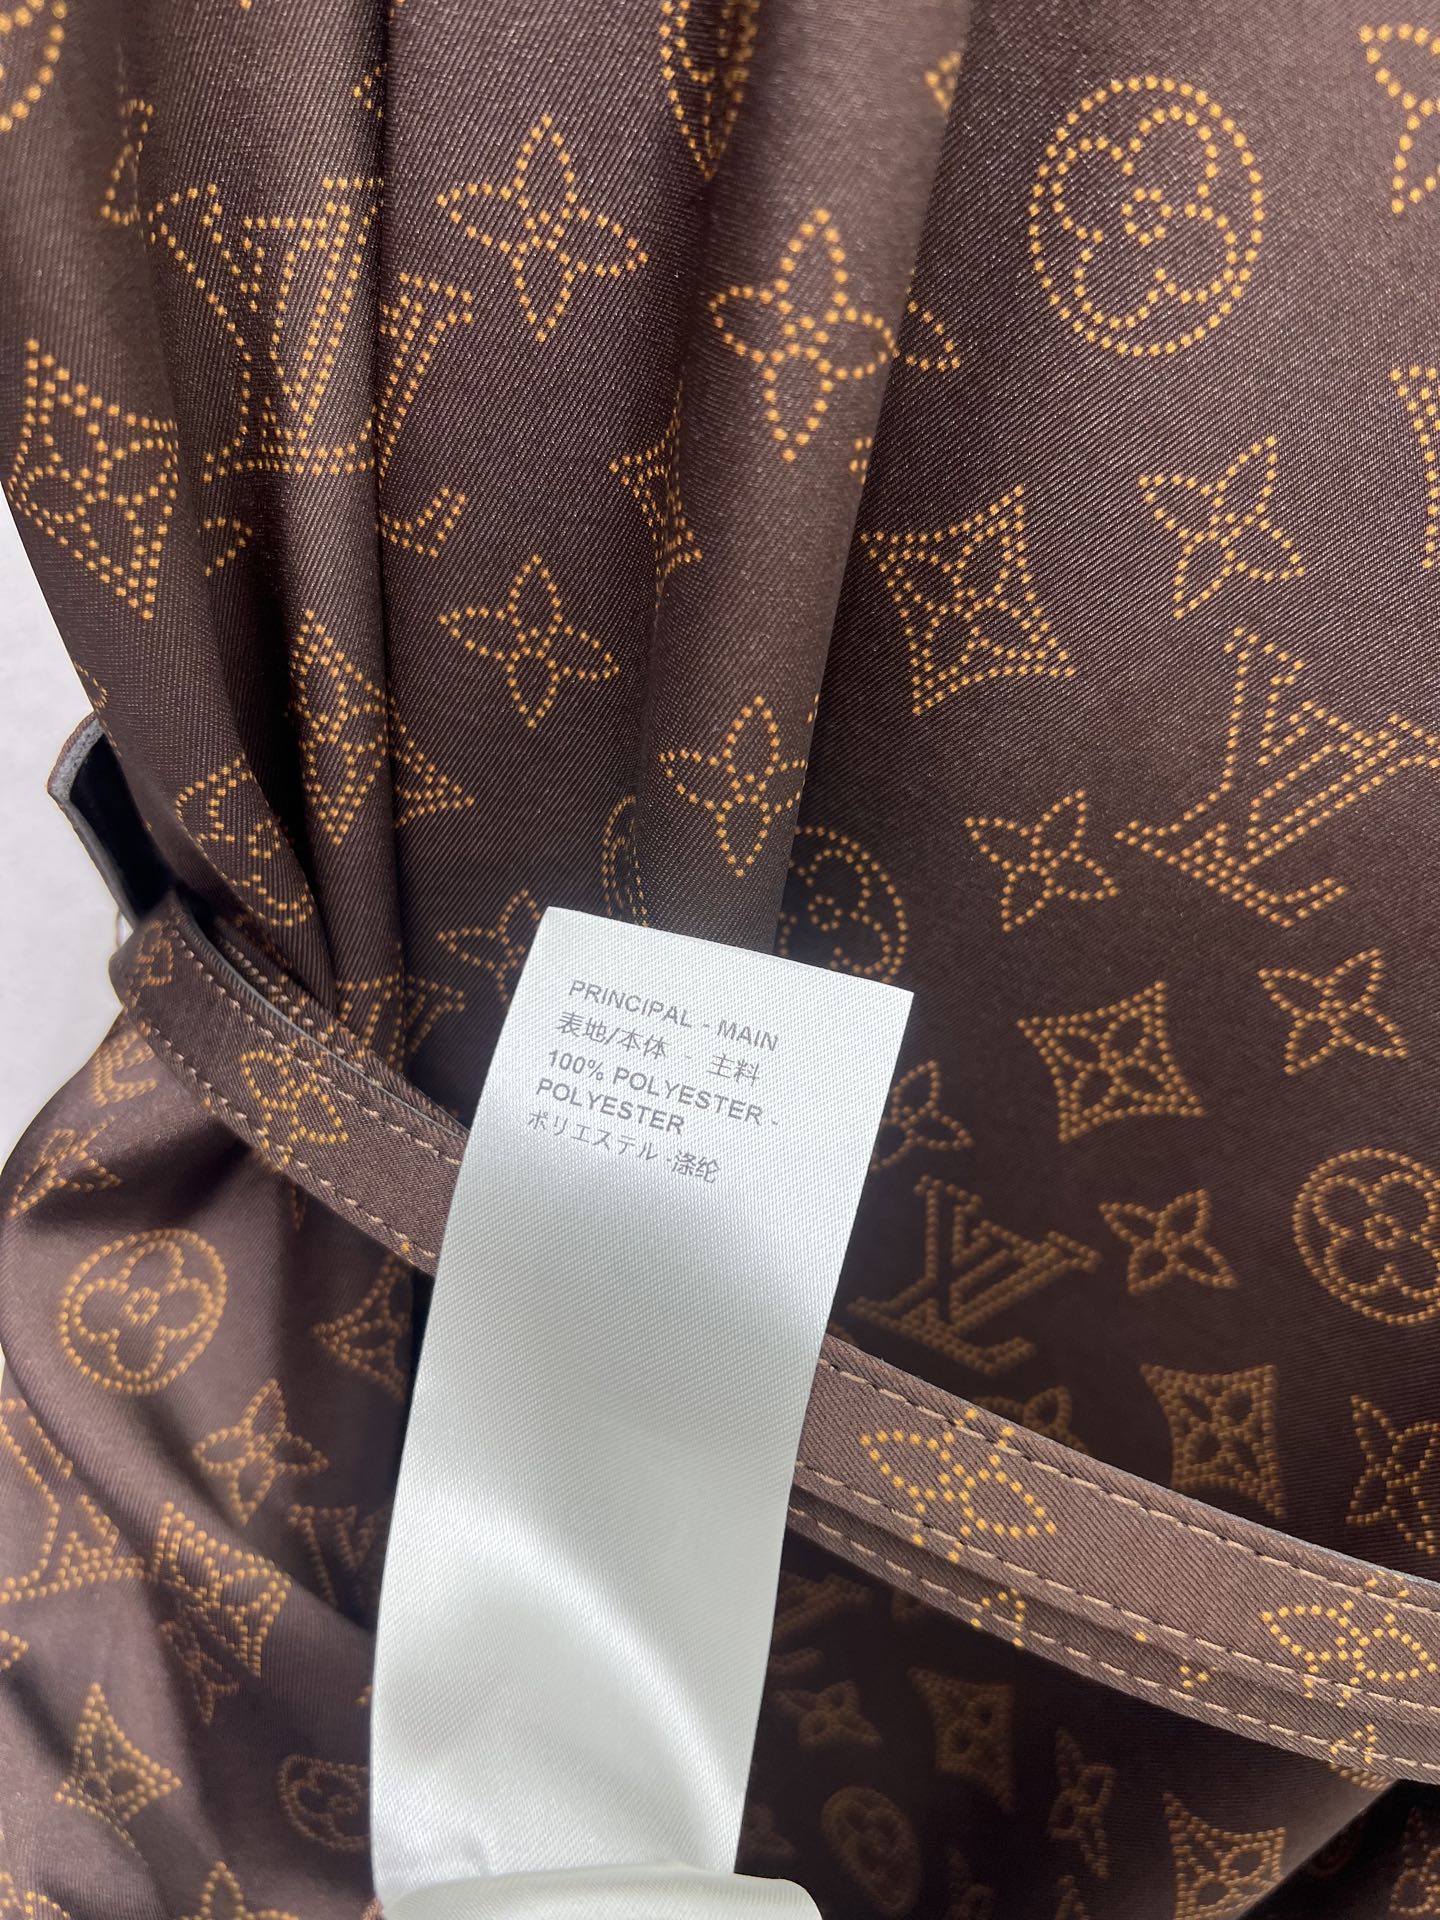 PRINCIPAL - MAIN
表地/本体 - 主料
100% POLYESTER -
POLYESTER
ポリエステル -涤纶